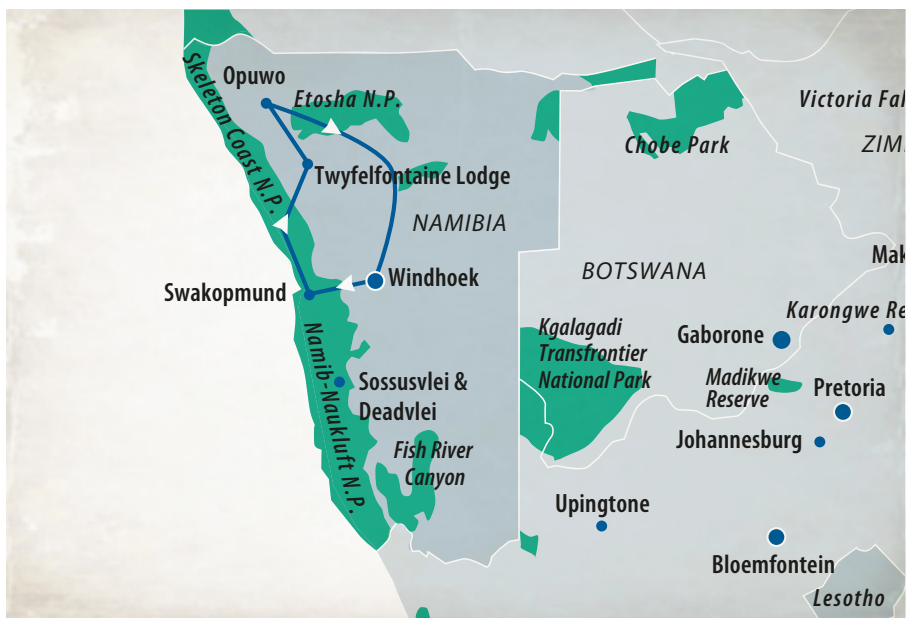 Opuwo
Skeleton Coast N.P.
Etosha N.P.
Twyfelfontaine Lodge
NAMIBIA
Swakopmund
Windhoek
Namib-Naukluft N.P.
Sossusvlei &
Deadvlei
Fish River
Canyon
Chobe Park
Victoria Fal
ZIM
BOTSWANA
Mak
Karongwe Re
Kgalagadi
Transfrontier
National Park
Gaborone
Madikwe
Reserve
Pretoria
Johannesburg
Upingtone
Bloemfontein
Lesotho